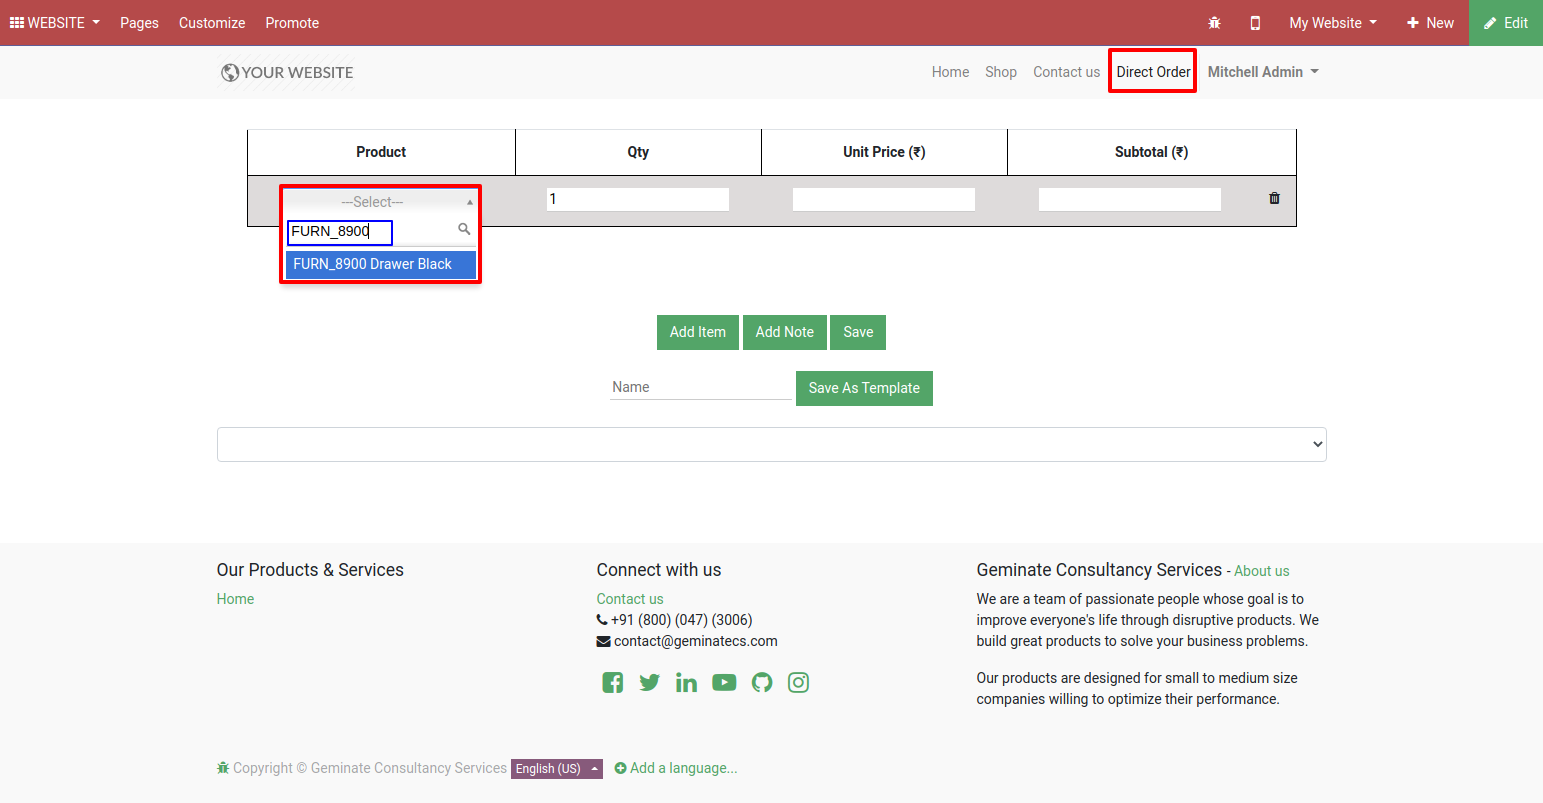 WEBSITE Pages Customize Promote My Website New Edit
YOUR WEBSITE Home Shop Contact us Direct Order Mitchell Admin
Product Qty Unit Price (₹) Subtotal (₹)
---Select--- 1
FURN_8900
FURN_8900 Drawer Black
Add Item Add Note Save
Name Save As Template
Our Products & Services
Home
Connect with us
Contact us
+91 (800) (047) (3006)
contact@geminatecs.com
Geminate Consultancy Services - About us
We are a team of passionate people whose goal is to
improve everyone's life through disruptive products. We
build great products to solve your business problems.
Our products are designed for small to medium size
companies willing to optimize their performance.
Copyright © Geminate Consultancy Services English (US) Add a language...